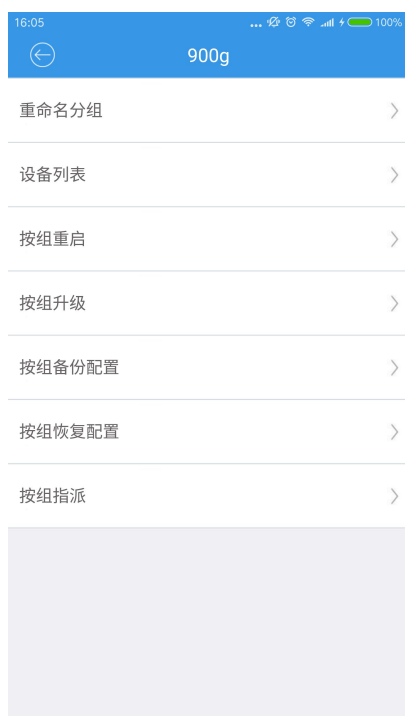 16:05
... 100%
900g
重命名分组
设备列表
按组重启
按组升级
按组备份配置
按组恢复配置
按组指派